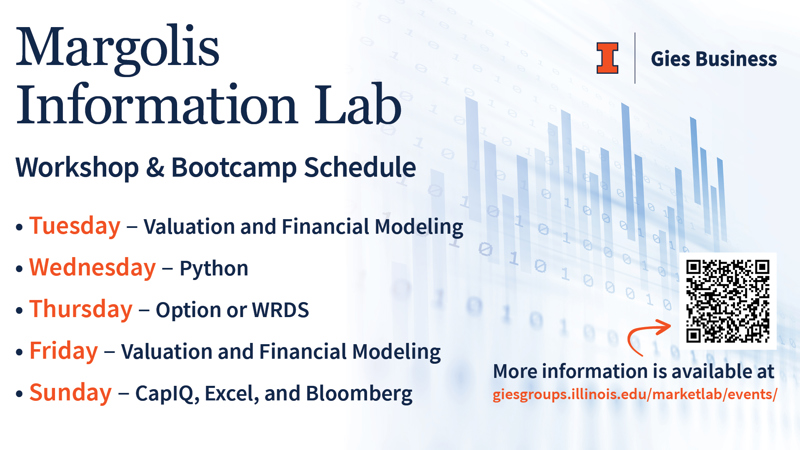 Margolis
Information Lab
Workshop & Bootcamp Schedule
• Tuesday – Valuation and Financial Modeling
• Wednesday – Python
• Thursday – Option or WRDS
• Friday – Valuation and Financial Modeling
• Sunday – CapIQ, Excel, and Bloomberg
I | Gies Business
More information is available at
giesgroups.illinois.edu/marketlab/events/